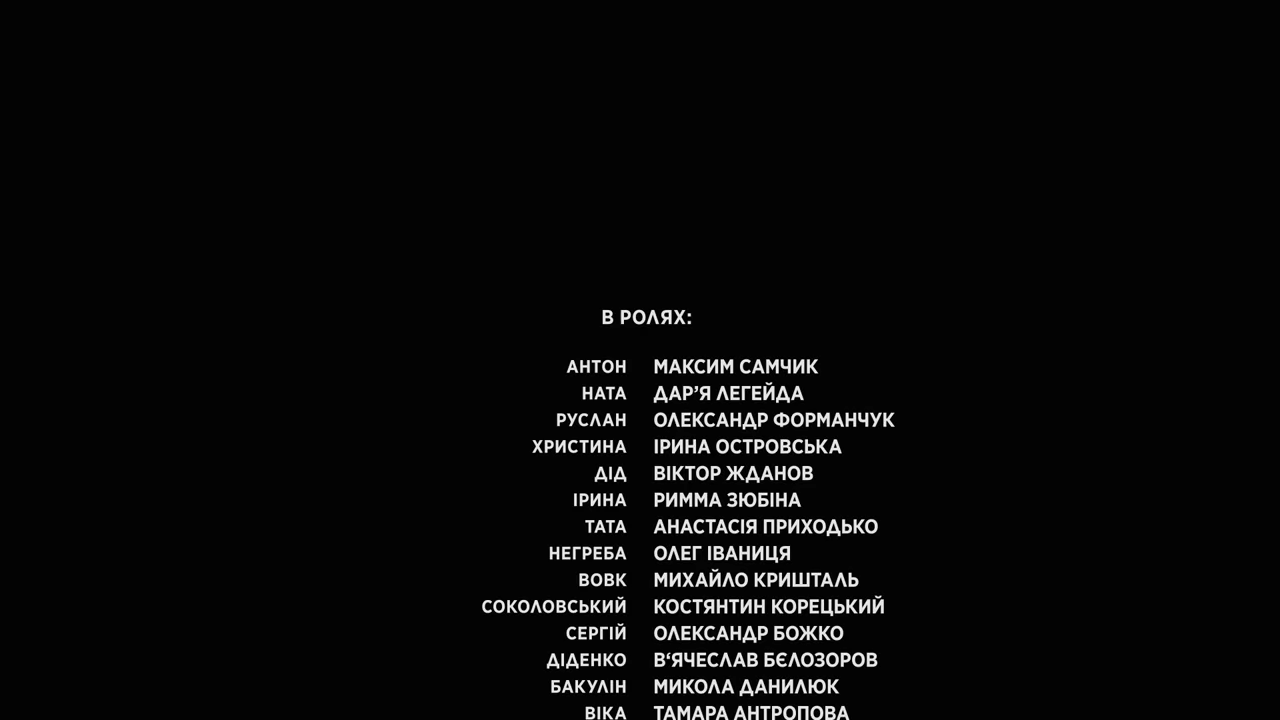 В РОЛЯХ:
АНТОН МАКСИМ САМЧИК
НАТА ДАР’Я ЛЕГЕЙДА
РУСЛАН ОЛЕКСАНДР ФОРМАНЧУК
ХРИСТИНА ІРИНА ОСТРОВСЬКА
ДІД ВІКТОР ЖДАНОВ
ІРИНА РИММА ЗЮБІНА
ТАТА АНАСТАСІЯ ПРИХОДЬКО
НЕГРЕБА ОЛЕГ ІВАНИЦЯ
ВОВК МИХАЙЛО КРИШТАЛЬ
СОКОЛОВСЬКИЙ КОСТЯНТИН КОРЕЦЬКИЙ
СЕРГІЙ ОЛЕКСАНДР БОЖКО
ДІДЕНКО В‘ЯЧЕСЛАВ БЄЛОЗОРОВ
БАКУЛІН МИКОЛА ДАНИЛЮК
ВІКА ТАМАРА АНТРОПОВА